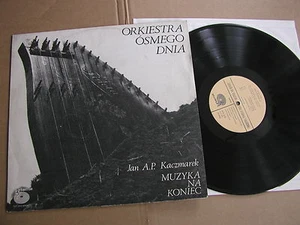 ORKIESTRA
ÓSMEGO
DNIA
Jan A.P. Kaczmarek
MUZYKA
NA
KONIEC